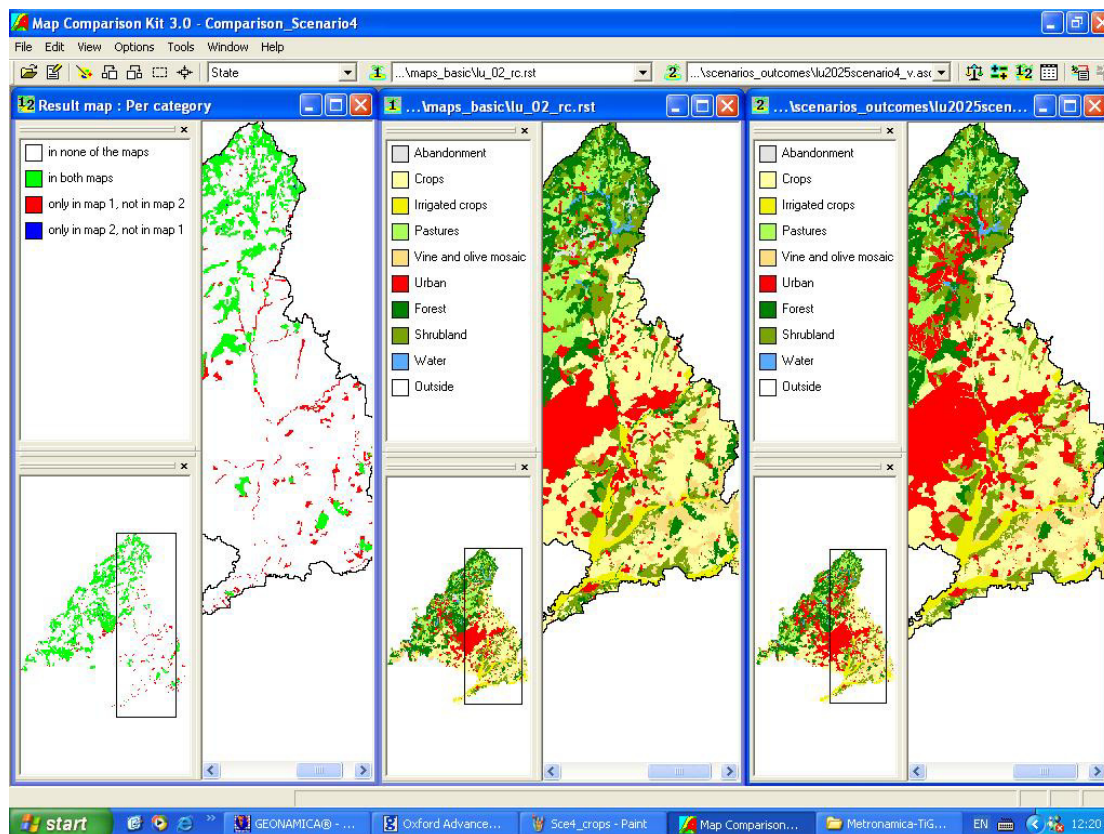 Map Comparison Kit 3.0 - Comparison_Scenario4
File Edit View Options Tools Window Help
State 1 ...\maps_basic\lu_02_rc.rst 2 ...\scenarios_outcomes\lu2025scenario4_v.asc 12
12 Result map : Per category
in none of the maps
in both maps
only in map 1, not in map 2
only in map 2, not in map 1
1 ...\maps_basic\lu_02_rc.rst
Abandonment
Crops
Irrigated crops
Pastures
Vine and olive mosaic
Urban
Forest
Shrubland
Water
Outside
2 ...\scenarios_outcomes\lu2025scen...
Abandonment
Crops
Irrigated crops
Pastures
Vine and olive mosaic
Urban
Forest
Shrubland
Water
Outside
start GEONAMICA® - ... Oxford Advance... Sce4_crops - Paint Map Comparison... Metronamica-TiG... EN 12:20